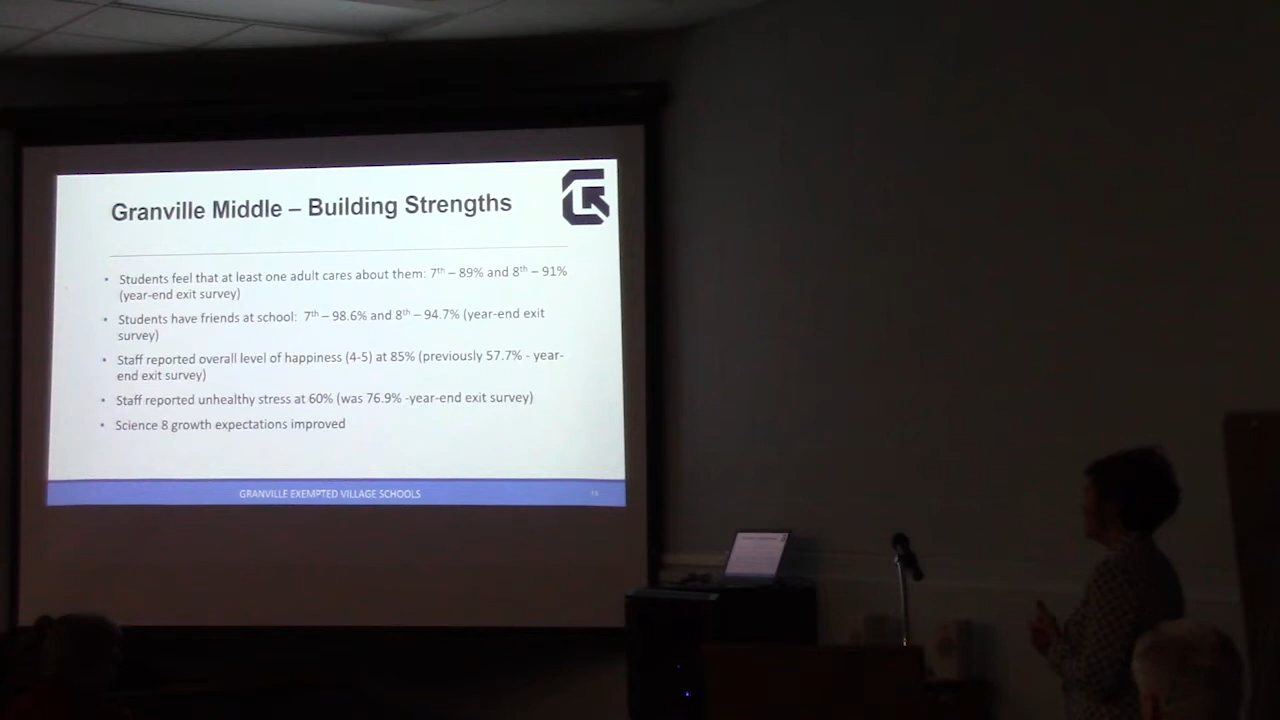 Granville Middle – Building Strengths
• Students feel that at least one adult cares about them: 7th – 89% and 8th – 91%
(year-end exit survey)
• Students have friends at school: 7th – 98.6% and 8th – 94.7% (year-end exit
survey)
• Staff reported overall level of happiness (4-5) at 85% (previously 57.7% - year-
end exit survey)
• Staff reported unhealthy stress at 60% (was 76.9% -year-end exit survey)
• Science 8 growth expectations improved
GRANVILLE EXEMPTED VILLAGE SCHOOLS